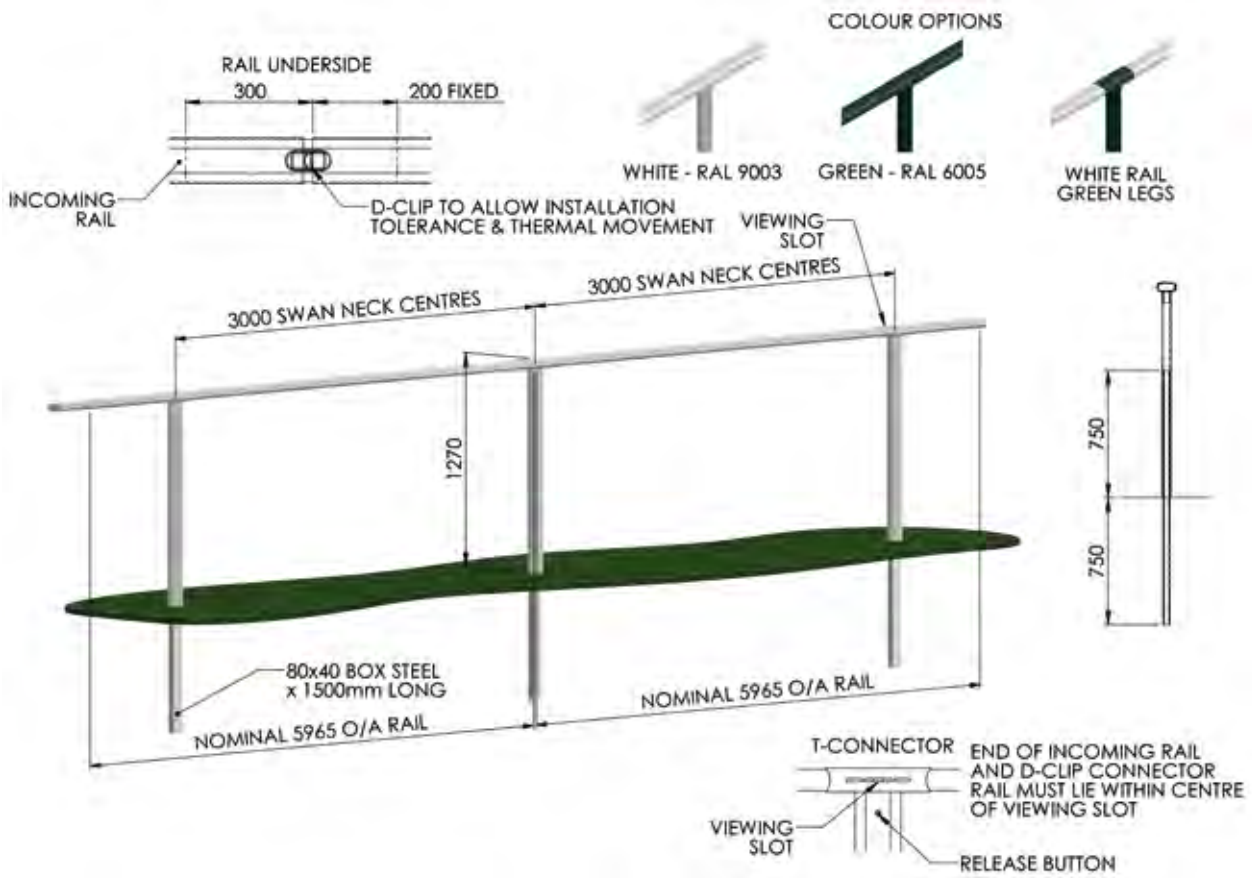 COLOUR OPTIONS
RAIL UNDERSIDE
300
200 FIXED
INCOMING
RAIL
D-CLIP TO ALLOW INSTALLATION
TOLERANCE & THERMAL MOVEMENT
WHITE - RAL 9003
GREEN - RAL 6005
WHITE RAIL
GREEN LEGS
VIEWING
SLOT
3000 SWAN NECK CENTRES
3000 SWAN NECK CENTRES
1270
750
750
80x40 BOX STEEL
x 1500mm LONG
NOMINAL 5965 O/A RAIL
NOMINAL 5965 O/A RAIL
T-CONNECTOR
END OF INCOMING RAIL
AND D-CLIP CONNECTOR
RAIL MUST LIE WITHIN CENTRE
OF VIEWING SLOT
VIEWING
SLOT
RELEASE BUTTON